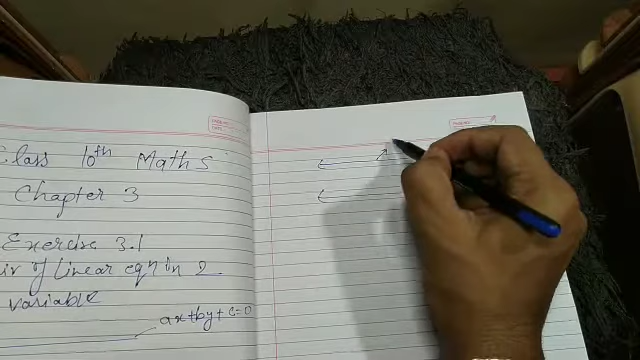 Class 10th Maths
Chapter 3
Exercise 3.1
ir of linear eqn in 2
variable
ax+by+c=0